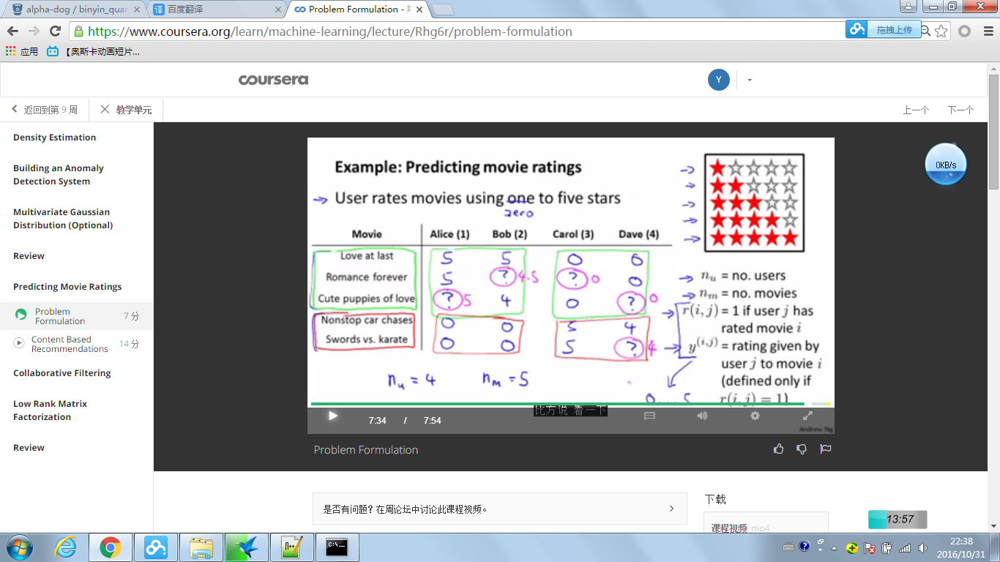 alpha-dog / binyin_quar
百度翻译
Problem Formulation -
https://www.coursera.org/learn/machine-learning/lecture/Rhg6r/problem-formulation
拖拽上传
应用
【奥斯卡动画短片...
coursera
Y
返回到第 9 周
教学单元
上一个
下一个
Density Estimation
Building an Anomaly
Detection System
Multivariate Gaussian
Distribution (Optional)
Review
Predicting Movie Ratings
Problem
Formulation
7 分
Content Based
Recommendations
14 分
Collaborative Filtering
Low Rank Matrix
Factorization
Review
0KB/s
Example: Predicting movie ratings
User rates movies using one to five stars
zero
Movie Alice (1) Bob (2) Carol (3) Dave (4)
Love at last 5 5 0 0
Romance forever 5 ? 4.5 ? 0 0
Cute puppies of love ? 5 4 0 ? 0
Nonstop car chases 0 0 5 4
Swords vs. karate 0 0 5 ? 4
nu = 4 nm = 5
nu = no. users
nm = no. movies
r(i, j) = 1 if user j has
rated movie i
y(i,j) = rating given by
user j to movie i
(defined only if
r(i, j) = 1)
0,...,5
比方说 看一下
7:34 / 7:54
Andrew Ng
Problem Formulation
是否有问题？在周论坛中讨论此课程视频。
下载
课程视频 mp4
13:57
22:38
2016/10/31